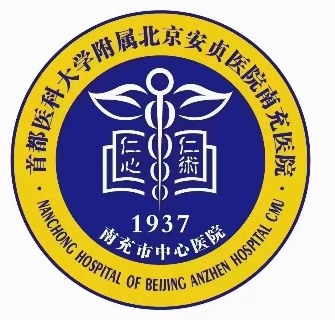 首都医科大学附属北京安贞医院南充医院
仁心
仁術
1937
南充市中心医院
NANCHONG HOSPITAL OF BEIJING ANZHEN HOSPITAL CMU